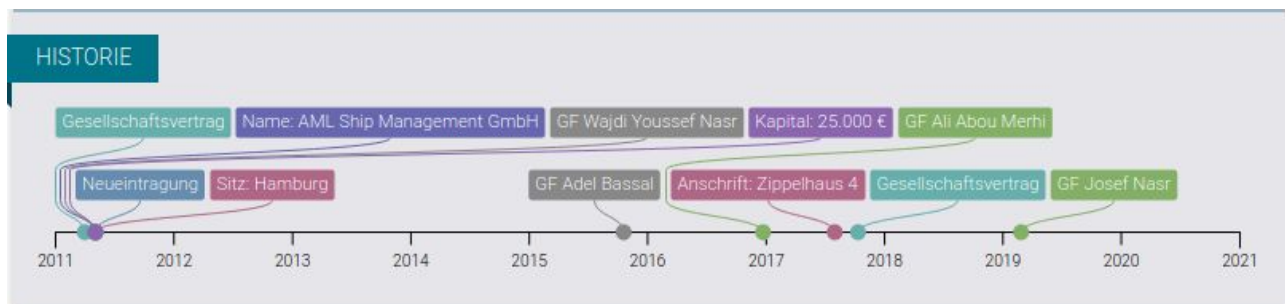 HISTORIE
Gesellschaftsvertrag Name: AML Ship Management GmbH GF Wajdi Youssef Nasr Kapital: 25.000 € GF Ali Abou Merhi
Neueintragung Sitz: Hamburg GF Adel Bassal Anschrift: Zippelhaus 4 Gesellschaftsvertrag GF Josef Nasr
2011 2012 2013 2014 2015 2016 2017 2018 2019 2020 2021